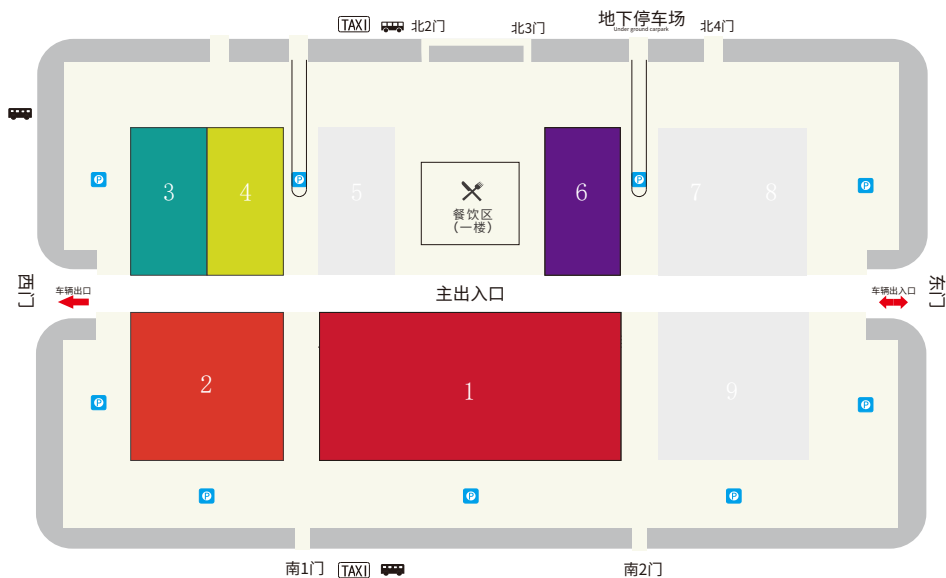 TAXI
北2门
北3门
地下停车场
Under ground carpark
北4门
P
P
P
P
3
4
5
6
7
8
餐饮区
（一楼）
西门
车辆出口
主出入口
车辆出入口
东门
2
1
9
P
P
P
P
P
南1门
TAXI
南2门